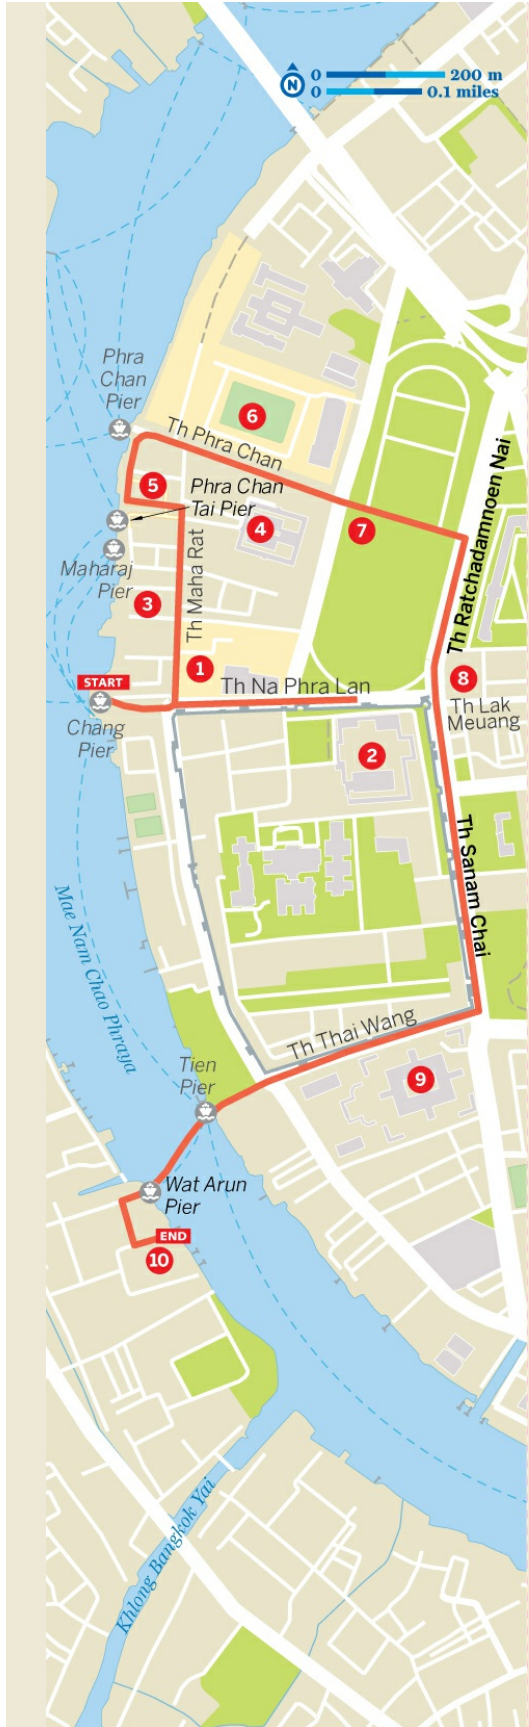 0 200 m
N
0 0.1 miles
Phra
Chan
Pier
6
Th Phra Chan
5
Phra Chan
Tai Pier
4
7
Th Ratchadamnoen Nai
Maharaj
Pier
3
Th Maha Rat
1
START
Th Na Phra Lan
8
Th Lak
Meuang
Chang
Pier
2
Th Sanam Chai
Mae Nam Chao Phraya
Th Thai Wang
Tien
Pier
9
Wat Arun
Pier
END
10
Khlong Bangkok Yai